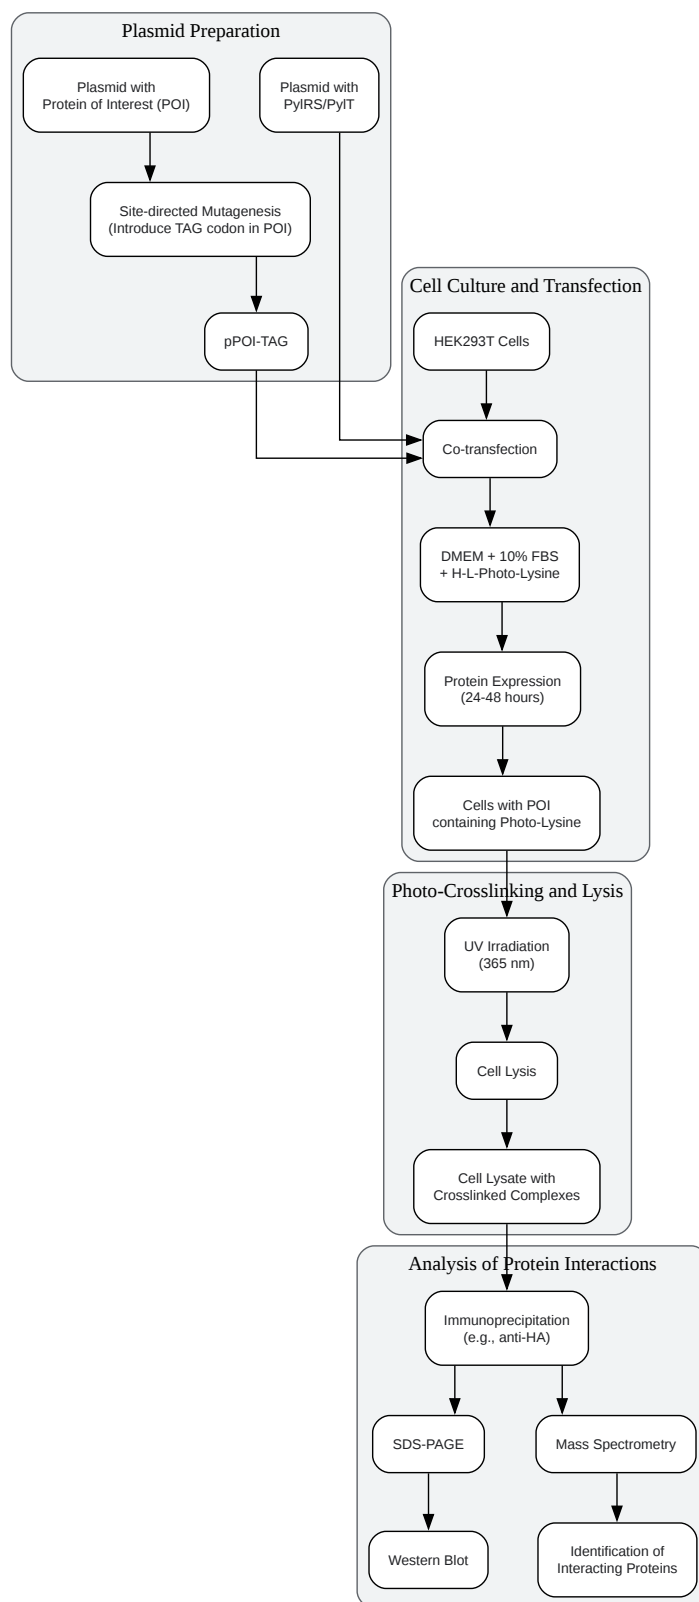 Plasmid Preparation
Plasmid with
Protein of Interest (POI)
Plasmid with
PylRS/PylT
Site-directed Mutagenesis
(Introduce TAG codon in POI)
pPOI-TAG
Cell Culture and Transfection
HEK293T Cells
Co-transfection
DMEM + 10% FBS
+ H-L-Photo-Lysine
Protein Expression
(24-48 hours)
Cells with POI
containing Photo-Lysine
Photo-Crosslinking and Lysis
UV Irradiation
(365 nm)
Cell Lysis
Cell Lysate with
Crosslinked Complexes
Analysis of Protein Interactions
Immunoprecipitation
(e.g., anti-HA)
SDS-PAGE
Mass Spectrometry
Western Blot
Identification of
Interacting Proteins